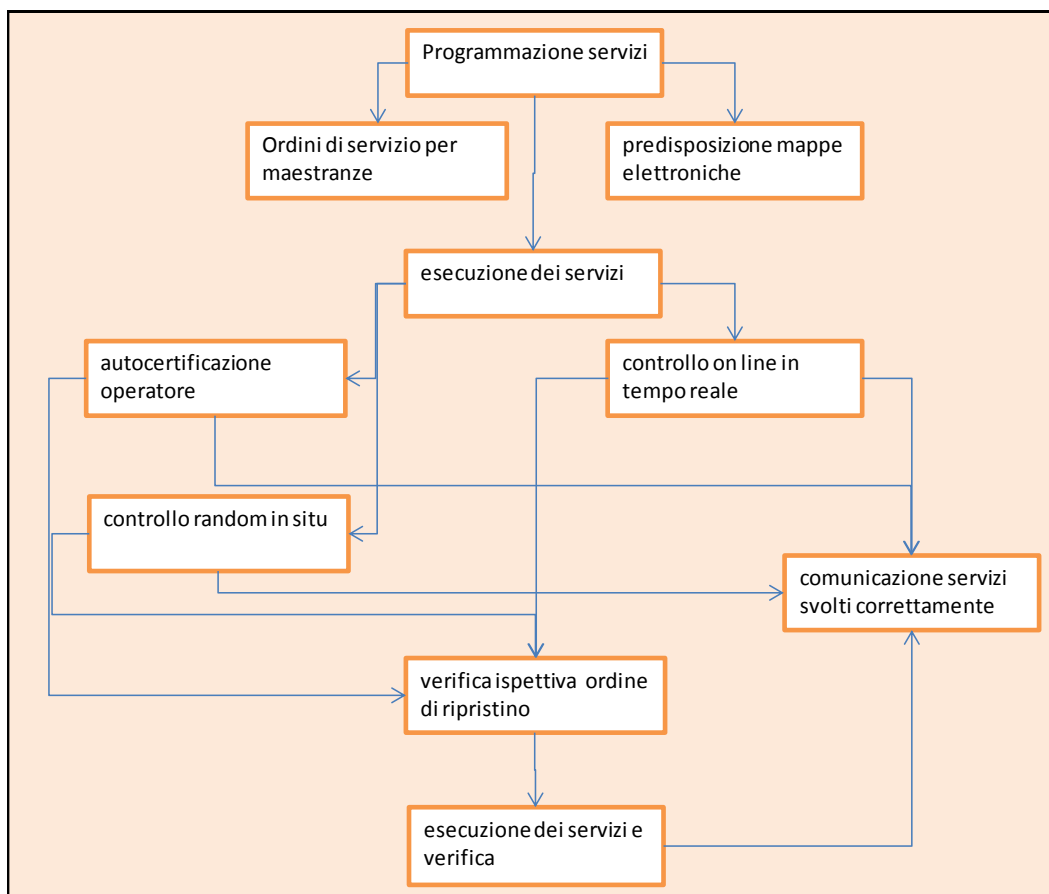 Programmazione servizi
Ordini di servizio per
maestranze
predisposizione mappe
elettroniche
esecuzione dei servizi
autocertificazione
operatore
controllo on line in
tempo reale
controllo random in situ
comunicazione servizi
svolti correttamente
verifica ispettiva ordine
di ripristino
esecuzione dei servizi e
verifica